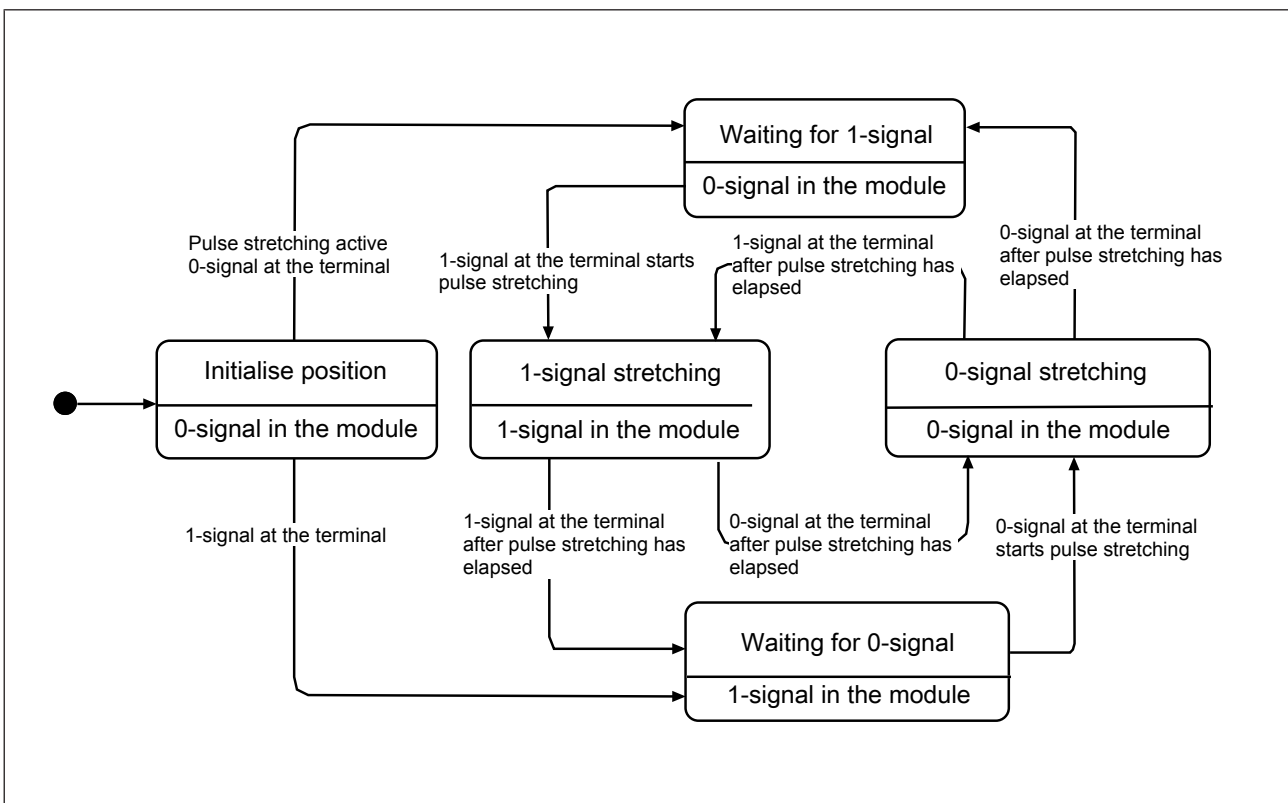 Waiting for 1-signal
0-signal in the module
Pulse stretching active
0-signal at the terminal
1-signal at the terminal starts
pulse stretching
1-signal at the terminal
after pulse stretching has
elapsed
0-signal at the terminal
after pulse stretching has
elapsed
Initialise position
0-signal in the module
1-signal stretching
1-signal in the module
0-signal stretching
0-signal in the module
1-signal at the terminal
1-signal at the terminal
after pulse stretching has
elapsed
0-signal at the terminal
after pulse stretching has
elapsed
0-signal at the terminal
starts pulse stretching
Waiting for 0-signal
1-signal in the module